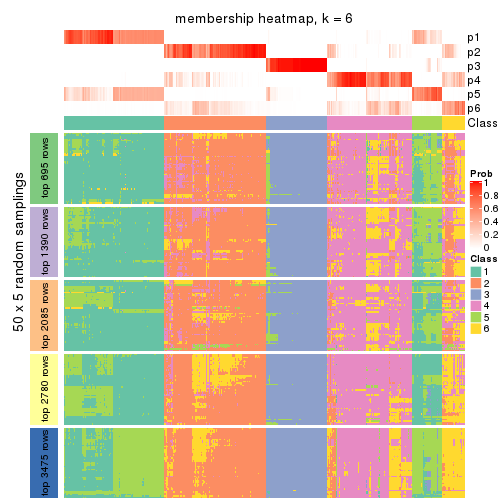 membership heatmap, k = 6
p1
p2
p3
p4
p5
p6
Class
50 x 5 random samplings
top 695 rows
top 1390 rows
top 2085 rows
top 2780 rows
top 3475 rows
Prob
1
0.8
0.6
0.4
0.2
0
Class
1
2
3
4
5
6